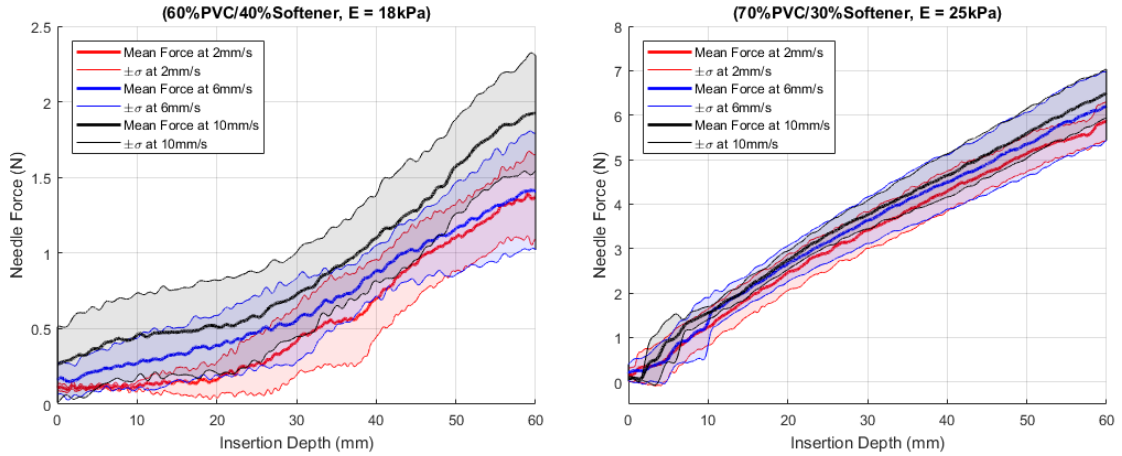 (60%PVC/40%Softener, E = 18kPa)
2.5
2
1.5
1
0.5
0
Needle Force (N)
Mean Force at 2mm/s
±σ at 2mm/s
Mean Force at 6mm/s
±σ at 6mm/s
Mean Force at 10mm/s
±σ at 10mm/s
0 10 20 30 40 50 60
Insertion Depth (mm)
(70%PVC/30%Softener, E = 25kPa)
8
7
6
5
4
3
2
1
0
Needle Force (N)
Mean Force at 2mm/s
±σ at 2mm/s
Mean Force at 6mm/s
±σ at 6mm/s
Mean Force at 10mm/s
±σ at 10mm/s
0 10 20 30 40 50 60
Insertion Depth (mm)